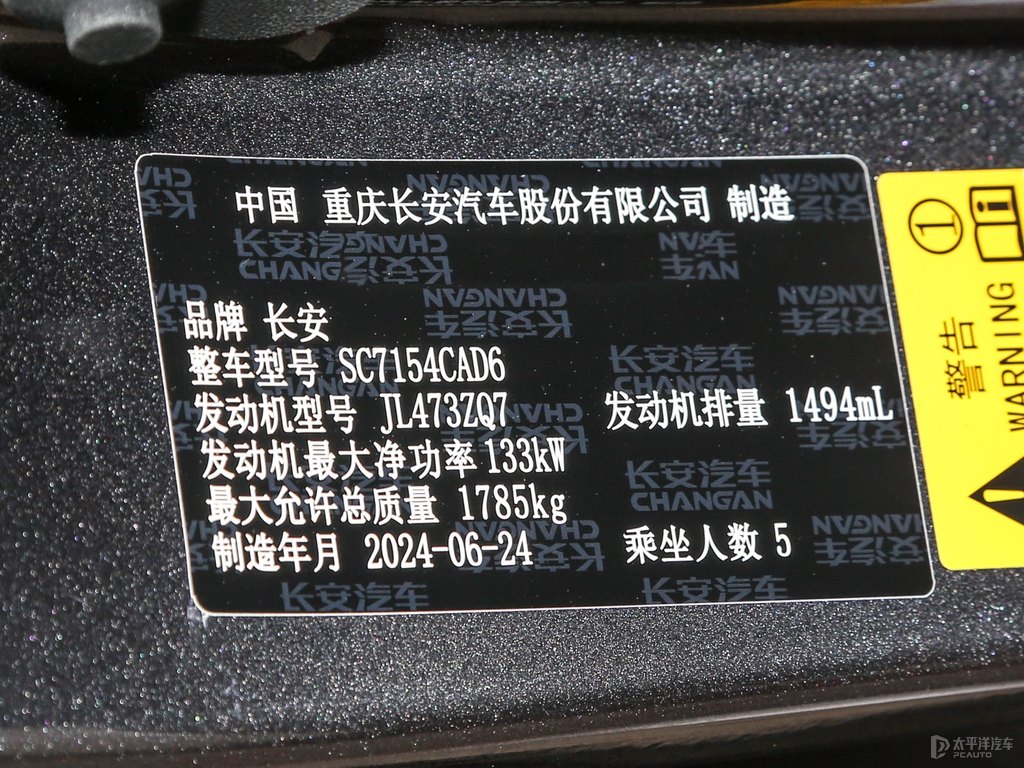 中国 重庆长安汽车股份有限公司 制造
品牌 长安
整车型号 SC7154CAD6
发动机型号 JL473ZQ7 发动机排量 1494mL
发动机最大净功率 133kW
最大允许总质量 1785kg
制造年月 2024-06-24 乘坐人数 5
长安汽车
CHANGAN
①
警告
WARNING
太平洋汽车
PCAUTO